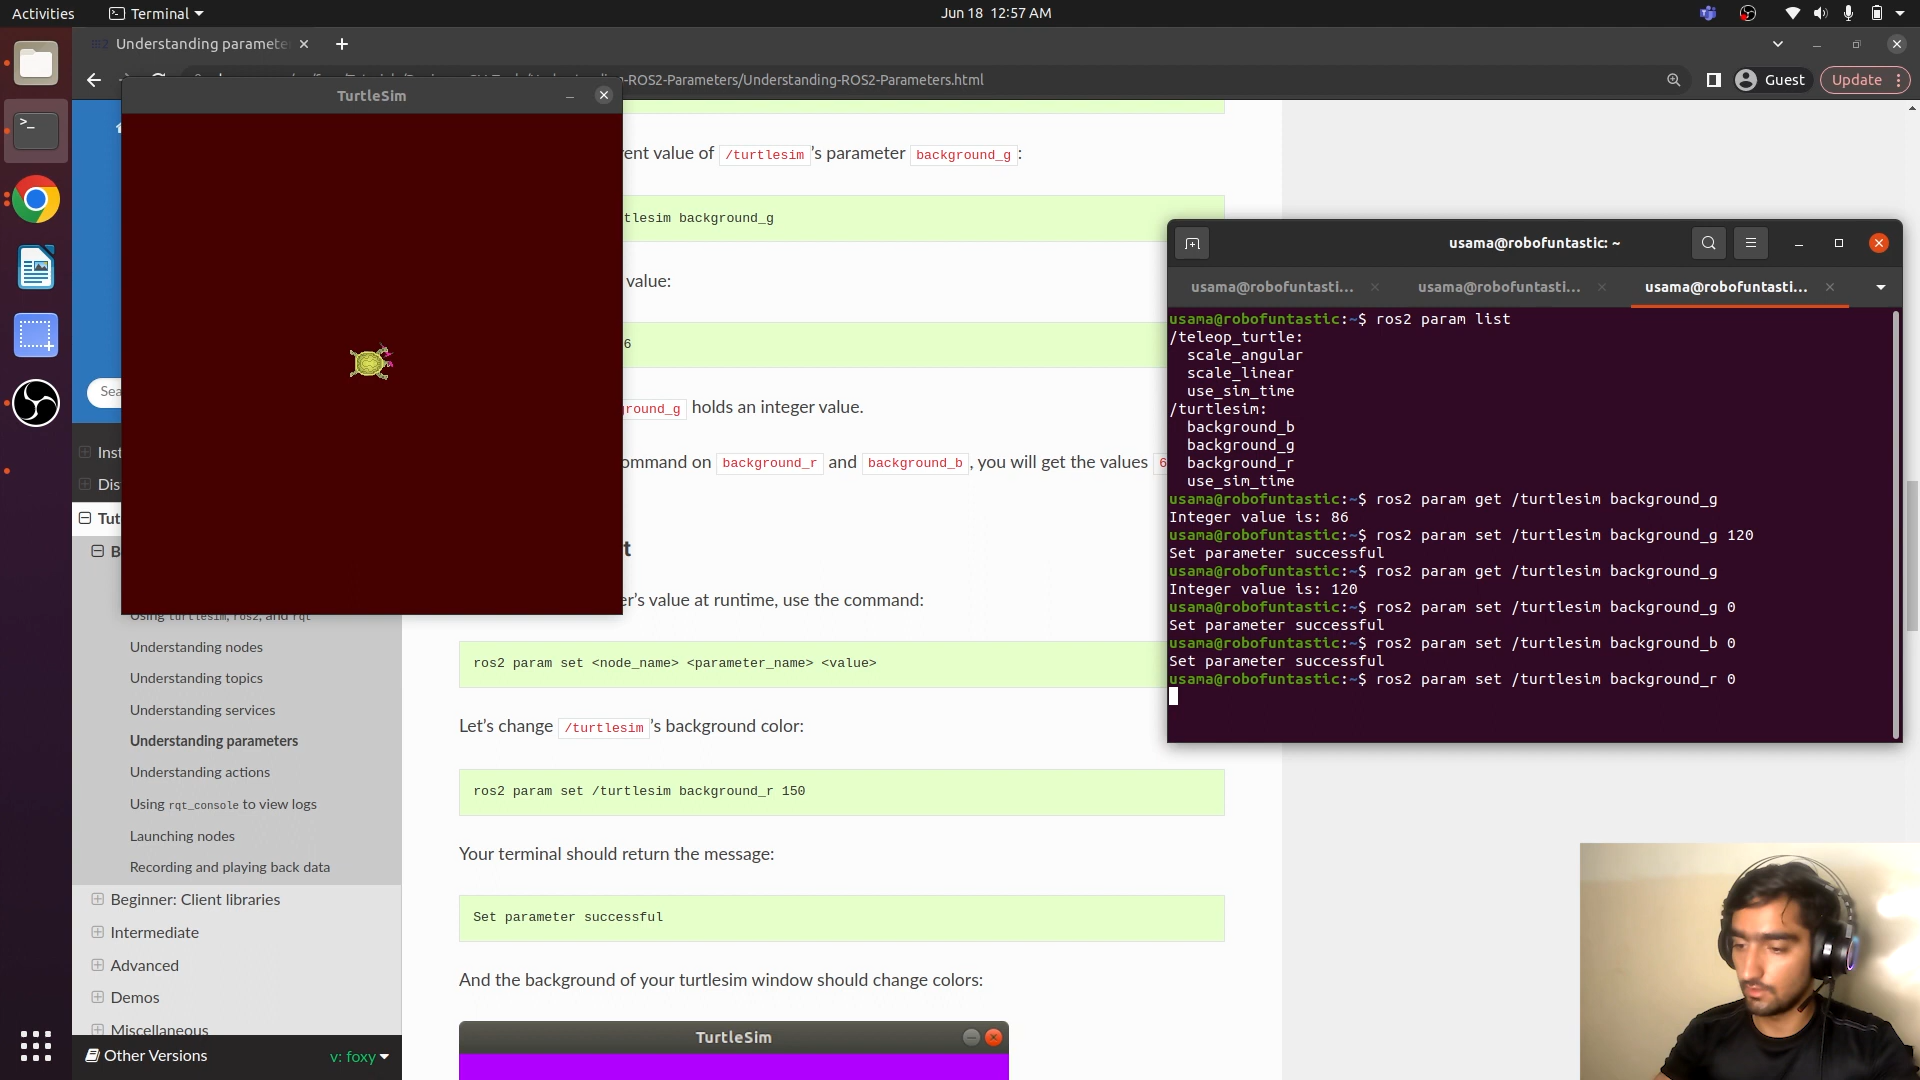 Activities
Terminal
Jun 18 12:57 AM
Understanding paramete
-ROS2-Parameters/Understanding-ROS2-Parameters.html
Guest
Update
TurtleSim
rent value of /turtlesim's parameter background_g:
tlesim background_g
value:
6
ground_g holds an integer value.
ommand on background_r and background_b, you will get the values 6
t
er's value at runtime, use the command:
ros2 param set <node_name> <parameter_name> <value>
Let's change /turtlesim's background color:
ros2 param set /turtlesim background_r 150
Your terminal should return the message:
Set parameter successful
And the background of your turtlesim window should change colors:
TurtleSim
Sea
Inst
Dis
Tut
B
Using turtlesim, ros2, and rqt
Understanding nodes
Understanding topics
Understanding services
Understanding parameters
Understanding actions
Using rqt_console to view logs
Launching nodes
Recording and playing back data
Beginner: Client libraries
Intermediate
Advanced
Demos
Miscellaneous
Other Versions
v: foxy
usama@robofuntastic: ~
usama@robofuntasti...
usama@robofuntasti...
usama@robofuntasti...
usama@robofuntastic:~$ ros2 param list
/teleop_turtle:
  scale_angular
  scale_linear
  use_sim_time
/turtlesim:
  background_b
  background_g
  background_r
  use_sim_time
usama@robofuntastic:~$ ros2 param get /turtlesim background_g
Integer value is: 86
usama@robofuntastic:~$ ros2 param set /turtlesim background_g 120
Set parameter successful
usama@robofuntastic:~$ ros2 param get /turtlesim background_g
Integer value is: 120
usama@robofuntastic:~$ ros2 param set /turtlesim background_g 0
Set parameter successful
usama@robofuntastic:~$ ros2 param set /turtlesim background_b 0
Set parameter successful
usama@robofuntastic:~$ ros2 param set /turtlesim background_r 0